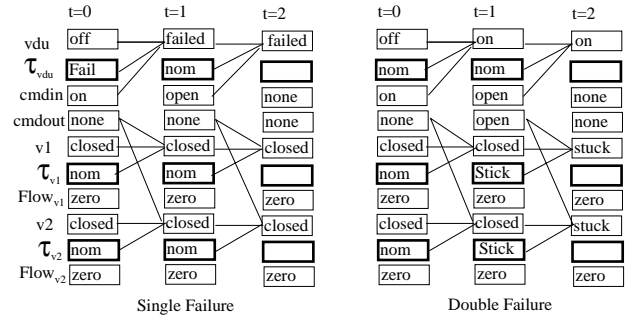 t=0 t=1 t=2 t=0 t=1 t=2
vdu off failed failed off on on
τvdu Fail nom nom nom
cmdin on open none on open none
cmdout none none none none open none
v1 closed closed closed closed closed stuck
τv1 nom nom nom Stick
Flowv1 zero zero zero zero zero zero
v2 closed closed closed closed closed stuck
τv2 nom nom nom Stick
Flowv2 zero zero zero zero zero zero
Single Failure Double Failure